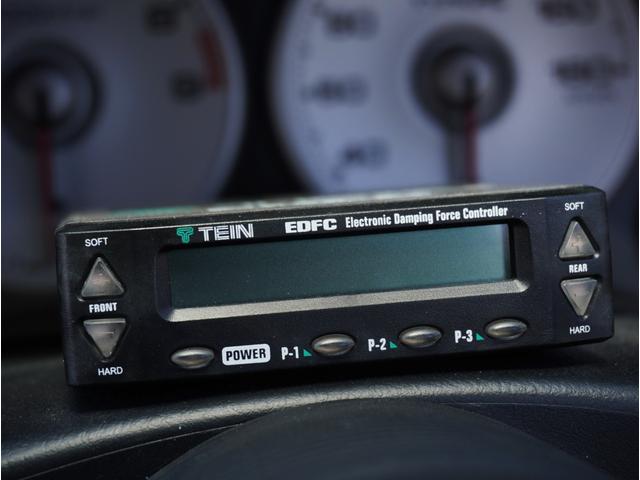 TEIN EDFC Electronic Damping Force Controller
SOFT
FRONT
HARD
POWER P-1 P-2 P-3
SOFT
REAR
HARD